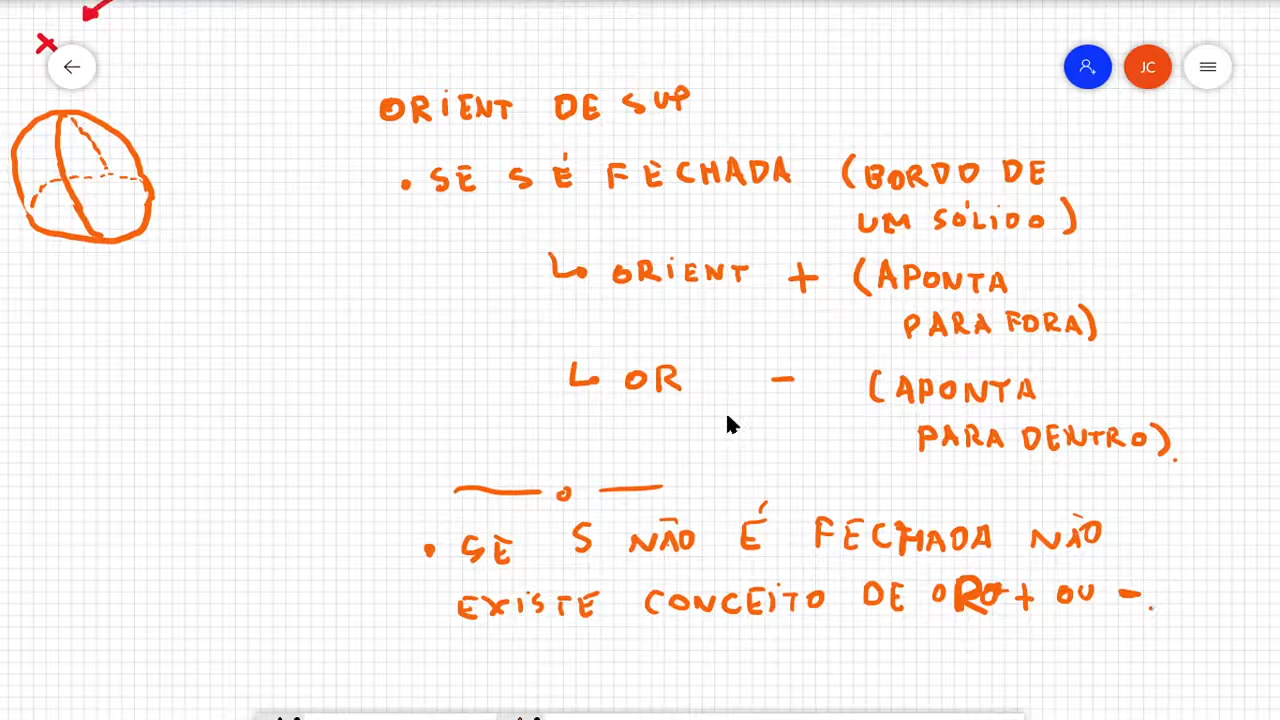 JC
ORIENT DE SUP
• SE S É FECHADA (BORDO DE
UM SÓLIDO)
↳ ORIENT + (APONTA
PARA FORA)
↳ OR - (APONTA
PARA DENTRO).
• SE S NÃO É FECHADA NÃO
EXISTE CONCEITO DE OR + OU -.